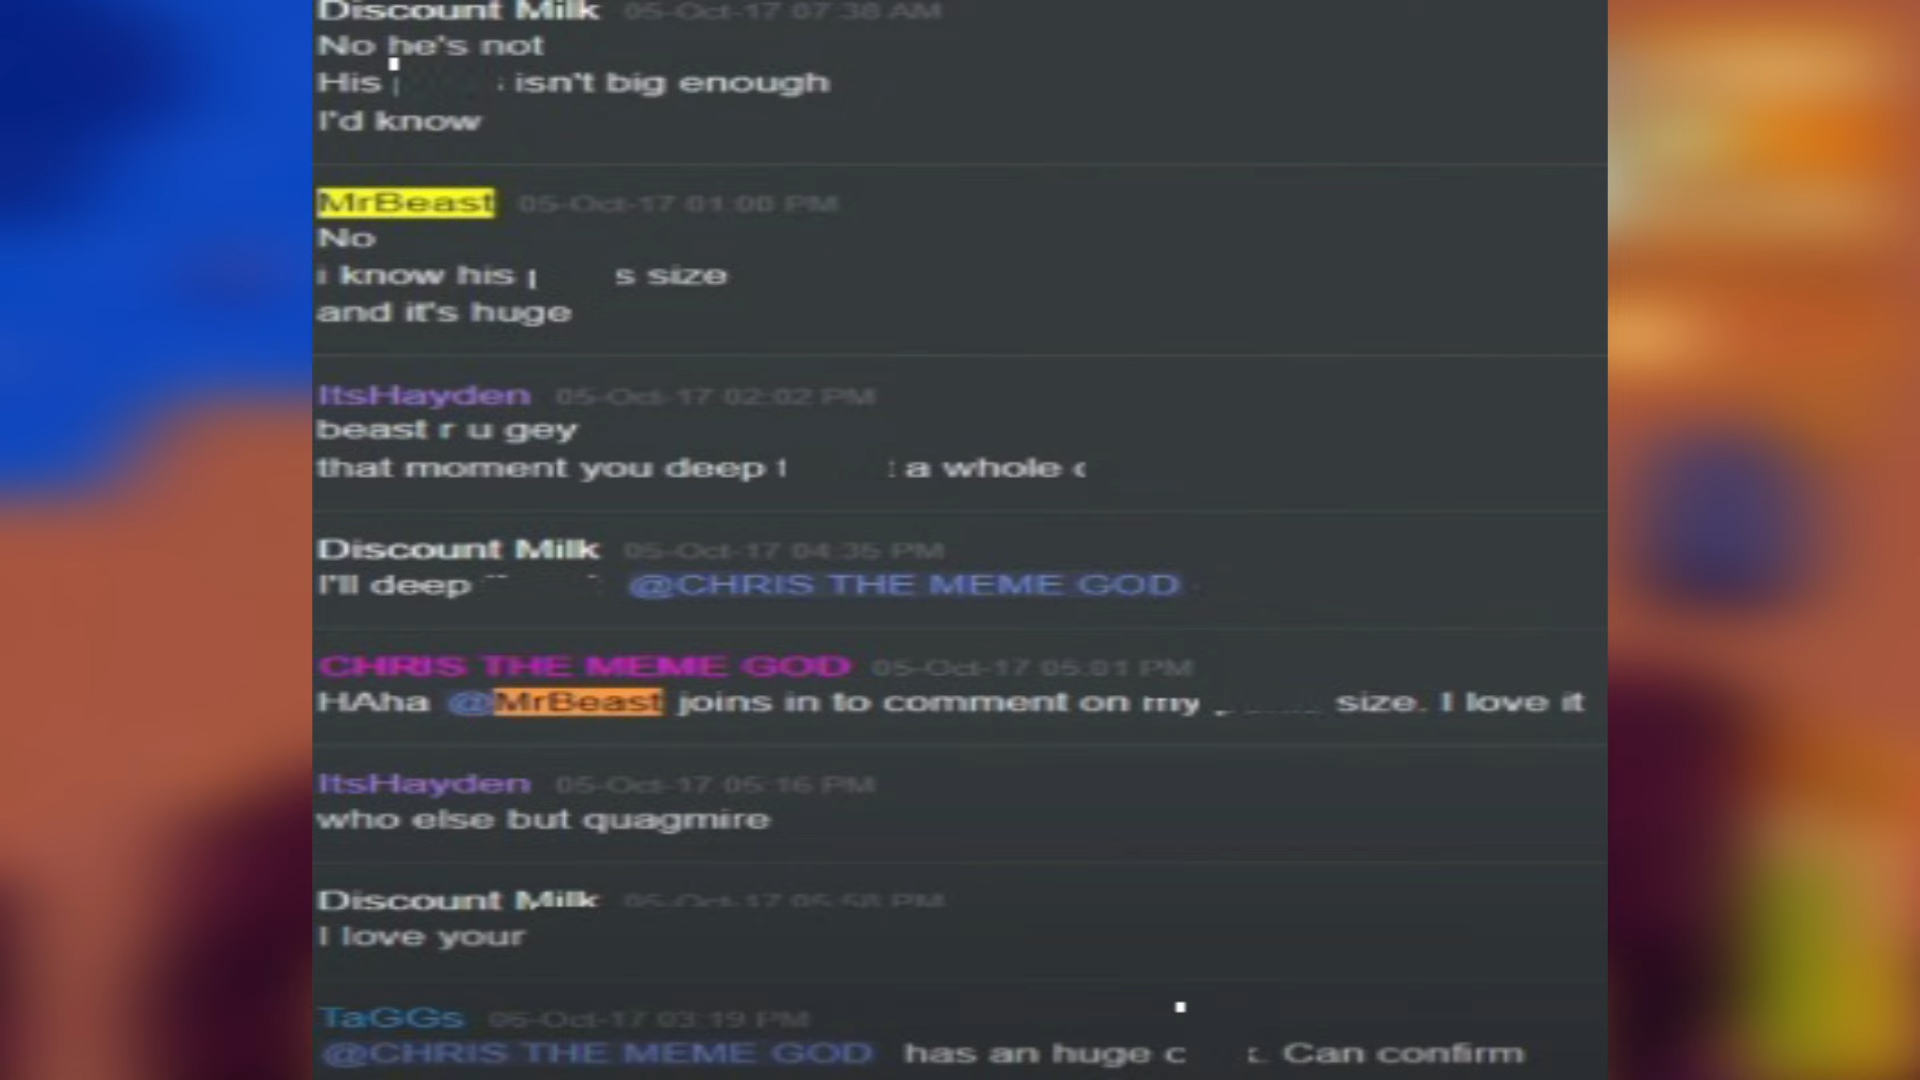 Discount Milk 05-Oct-17 07:38 AM
No he's not
His isn't big enough
I'd know
MrBeast 05-Oct-17 01:00 PM
No
i know his s size
and it's huge
ItsHayden 05-Oct-17 02:02 PM
beast r u gey
that moment you deep a whole
Discount Milk 05-Oct-17 04:35 PM
I'll deep @CHRIS THE MEME GOD
CHRIS THE MEME GOD 05-Oct-17 05:01 PM
HAha @MrBeast joins in to comment on my size. I love it
ItsHayden 05-Oct-17 05:16 PM
who else but quagmire
Discount Milk 05-Oct-17 05:58 PM
I love your
TaGGs 06-Oct-17 03:19 PM
@CHRIS THE MEME GOD has an huge c . Can confirm